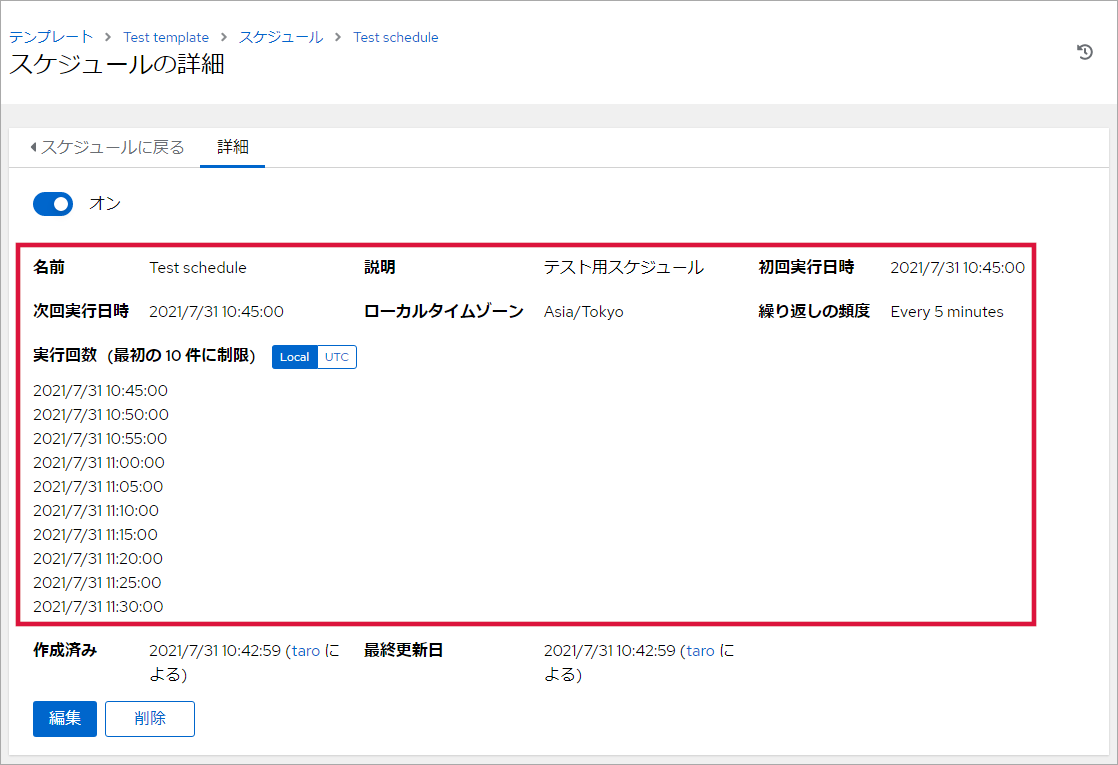 テンプレート > Test template > スケジュール > Test schedule
スケジュールの詳細
スケジュールに戻る 詳細
オン
名前 Test schedule 説明 テスト用スケジュール 初回実行日時 2021/7/31 10:45:00
次回実行日時 2021/7/31 10:45:00 ローカルタイムゾーン Asia/Tokyo 繰り返しの頻度 Every 5 minutes
実行回数 (最初の 10 件に制限) Local UTC
2021/7/31 10:45:00
2021/7/31 10:50:00
2021/7/31 10:55:00
2021/7/31 11:00:00
2021/7/31 11:05:00
2021/7/31 11:10:00
2021/7/31 11:15:00
2021/7/31 11:20:00
2021/7/31 11:25:00
2021/7/31 11:30:00
作成済み 2021/7/31 10:42:59 (taro に 最終更新日 2021/7/31 10:42:59 (taro に
よる) よる)
編集 削除